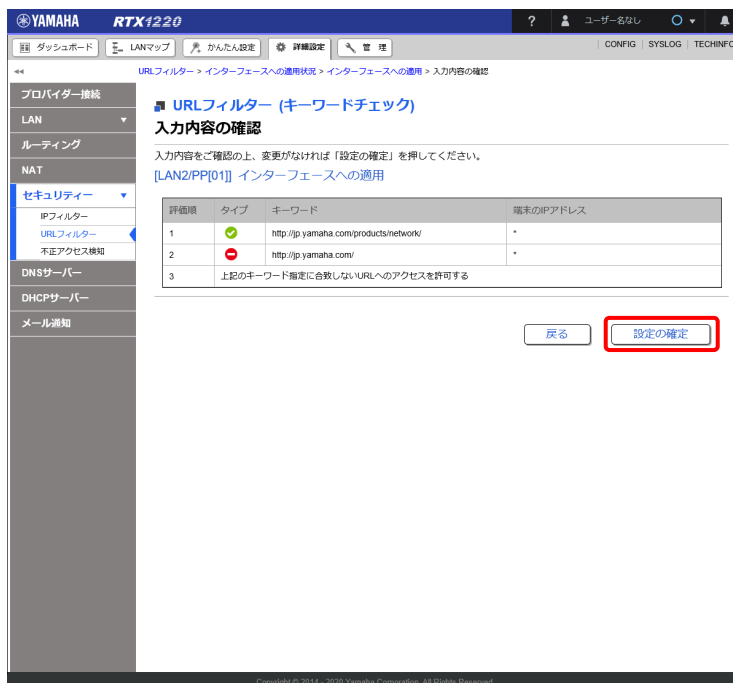 YAMAHA RTX1220 ? ユーザーなし
ダッシュボード LANマップ かんたん設定 詳細設定 管 理 CONFIG SYSLOG TECHINFO
URLフィルター > インターフェースへの適用状況 > インターフェースへの適用 > 入力内容の確認
プロバイダー接続
LAN
ルーティング
NAT
セキュリティー
IPフィルター
URLフィルター
不正アクセス検知
DNSサーバー
DHCPサーバー
メール通知
URLフィルター (キーワードチェック)
入力内容の確認
入力内容をご確認の上、変更がなければ「設定の確定」を押してください。
[LAN2/PP[01]] インターフェースへの適用
評価順 タイプ キーワード 端末のIPアドレス
1 http://jp.yamaha.com/products/network/ *
2 http://jp.yamaha.com/ *
3 上記のキーワード指定に合致しないURLへのアクセスを許可する
戻る 設定の確定
Copyright © 2014 - 2020 Yamaha Corporation. All Rights Reserved.